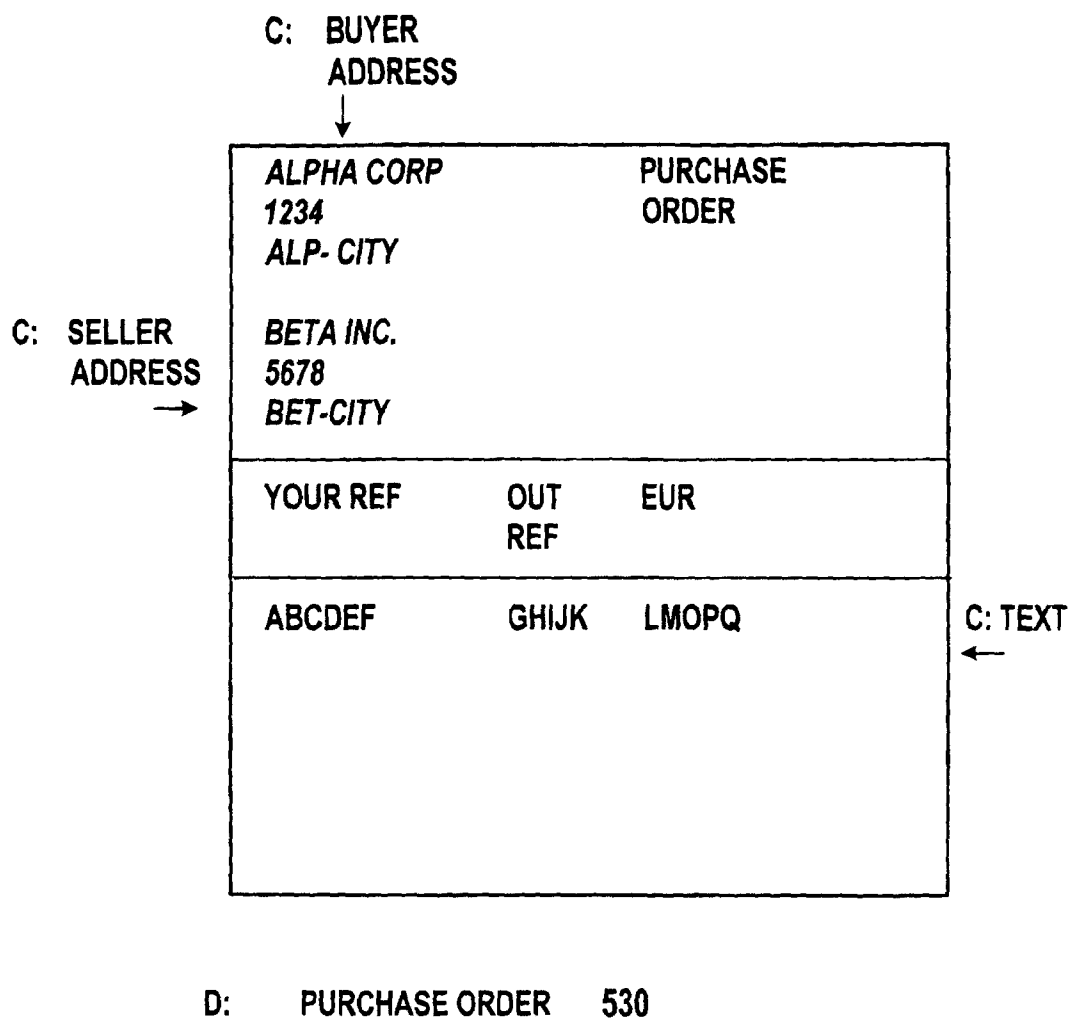 C: BUYER
ADDRESS
ALPHA CORP PURCHASE
1234 ORDER
ALP- CITY
C: SELLER BETA INC.
ADDRESS 5678
BET-CITY
YOUR REF OUT EUR
REF
ABCDEF GHIJK LMOPQ C: TEXT
D: PURCHASE ORDER 530